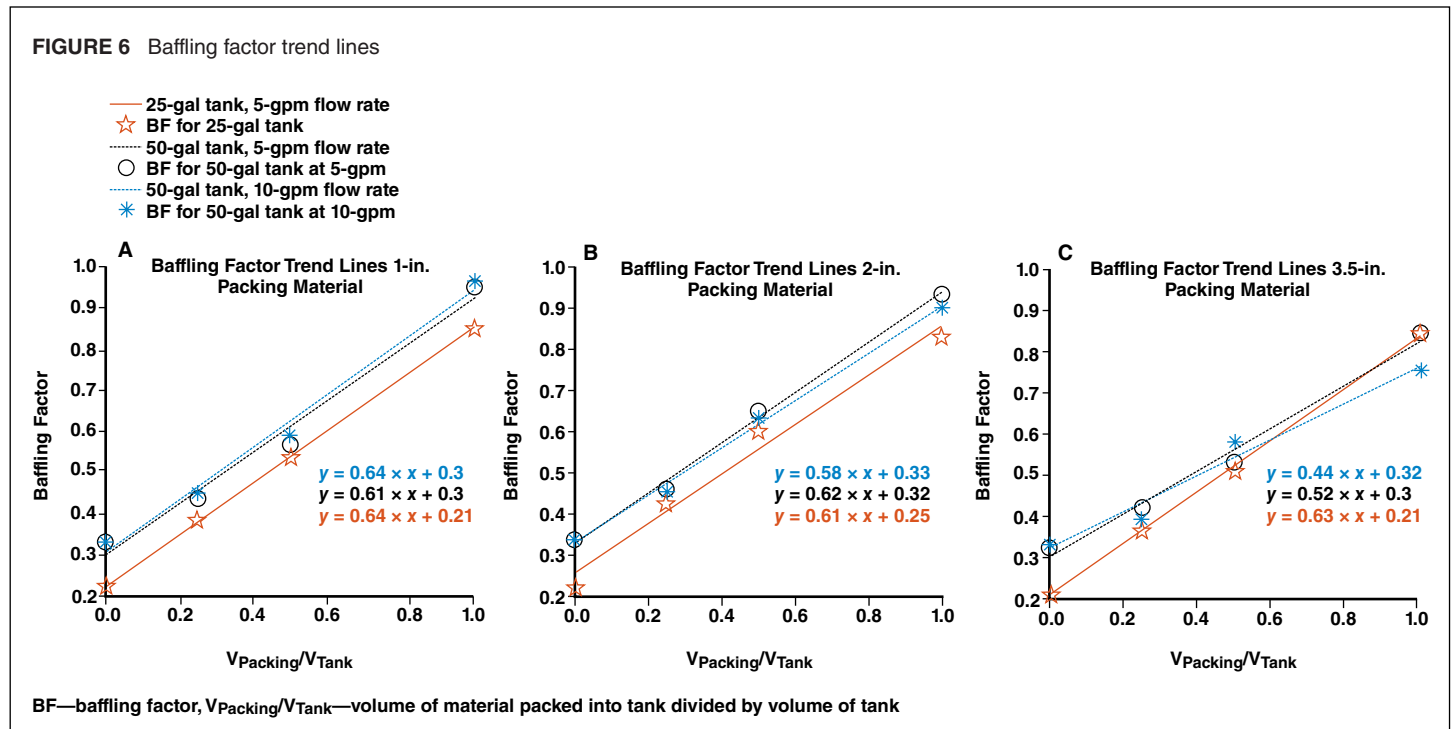 FIGURE 6 Baffling factor trend lines
25-gal tank, 5-gpm flow rate
BF for 25-gal tank
50-gal tank, 5-gpm flow rate
BF for 50-gal tank at 5-gpm
50-gal tank, 10-gpm flow rate
BF for 50-gal tank at 10-gpm
A
Baffling Factor Trend Lines 1-in.
Packing Material
Baffling Factor
1.0
0.9
0.8
0.7
0.6
0.5
0.4
0.3
0.2
y = 0.64 × x + 0.3
y = 0.61 × x + 0.3
y = 0.64 × x + 0.21
0.0 0.2 0.4 0.6 0.8 1.0
VPacking/VTank
B
Baffling Factor Trend Lines 2-in.
Packing Material
Baffling Factor
1.0
0.9
0.8
0.7
0.6
0.5
0.4
0.3
0.2
y = 0.58 × x + 0.33
y = 0.62 × x + 0.32
y = 0.61 × x + 0.25
0.0 0.2 0.4 0.6 0.8 1.0
VPacking/VTank
C
Baffling Factor Trend Lines 3.5-in.
Packing Material
Baffling Factor
1.0
0.9
0.8
0.7
0.6
0.5
0.4
0.3
0.2
y = 0.44 × x + 0.32
y = 0.52 × x + 0.3
y = 0.63 × x + 0.21
0.0 0.2 0.4 0.6 0.8 1.0
VPacking/VTank
BF—baffling factor, VPacking/VTank—volume of material packed into tank divided by volume of tank